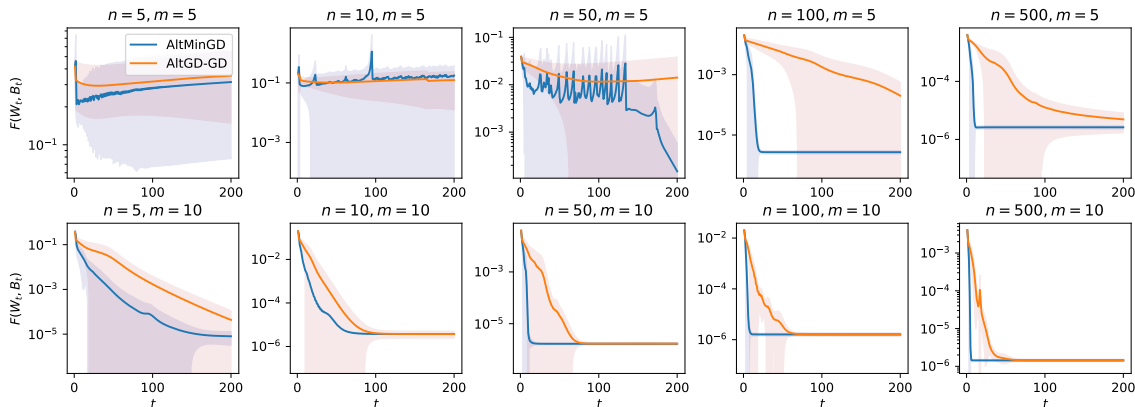 n = 5, m = 5
n = 10, m = 5
n = 50, m = 5
n = 100, m = 5
n = 500, m = 5
AltMinGD
AltGD-GD
F(W_t, B_t)
10⁻¹
10⁻¹
10⁻³
10⁻¹
10⁻²
10⁻³
10⁻³
10⁻⁵
10⁻⁴
10⁻⁶
0 100 200
0 100 200
0 100 200
0 100 200
0 100 200
n = 5, m = 10
n = 10, m = 10
n = 50, m = 10
n = 100, m = 10
n = 500, m = 10
F(W_t, B_t)
10⁻¹
10⁻³
10⁻⁵
10⁻²
10⁻⁴
10⁻⁶
10⁻³
10⁻⁵
10⁻²
10⁻⁴
10⁻⁶
10⁻³
10⁻⁴
10⁻⁵
10⁻⁶
0 100 200
0 100 200
0 100 200
0 100 200
0 100 200
t
t
t
t
t